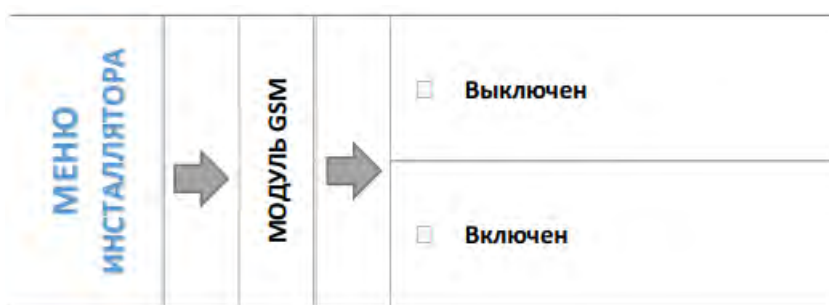 МЕНЮ
ИНСТАЛЛЯТОРА
МОДУЛЬ GSM
Выключен
Включен